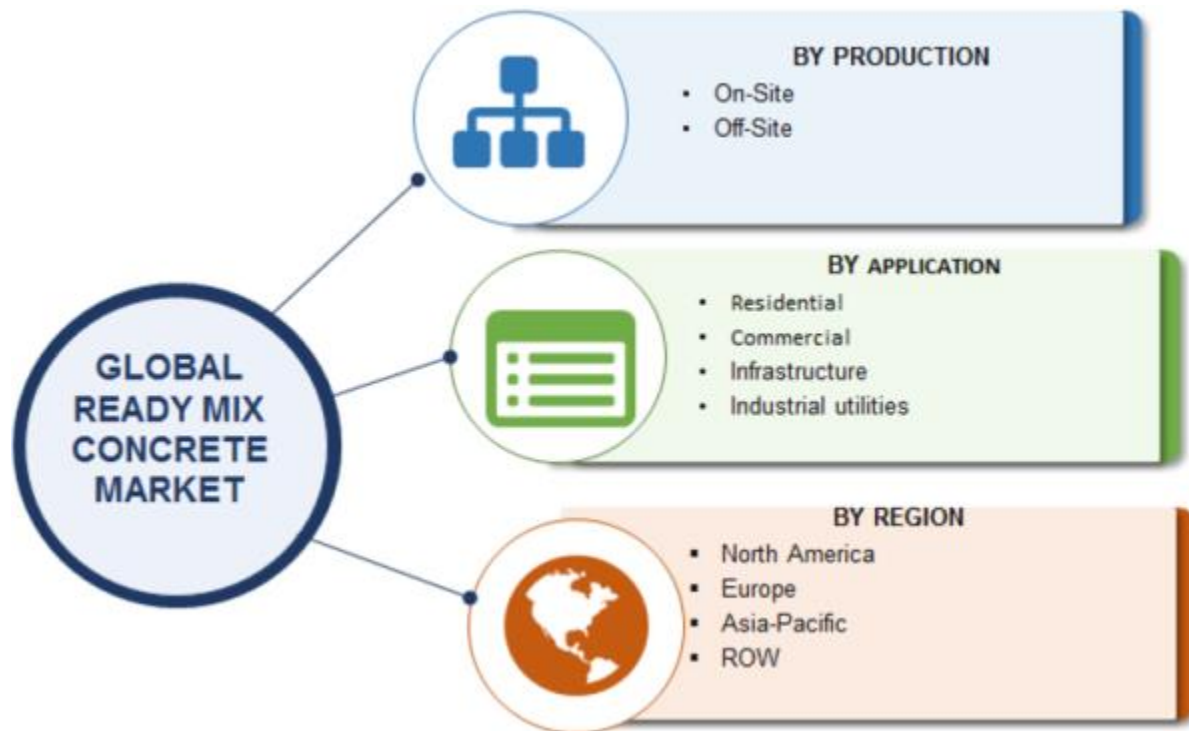 GLOBAL
READY MIX
CONCRETE
MARKET
BY PRODUCTION
• On-Site
• Off-Site
BY APPLICATION
• Residential
• Commercial
• Infrastructure
• Industrial utilities
BY REGION
▪ North America
▪ Europe
▪ Asia-Pacific
▪ ROW